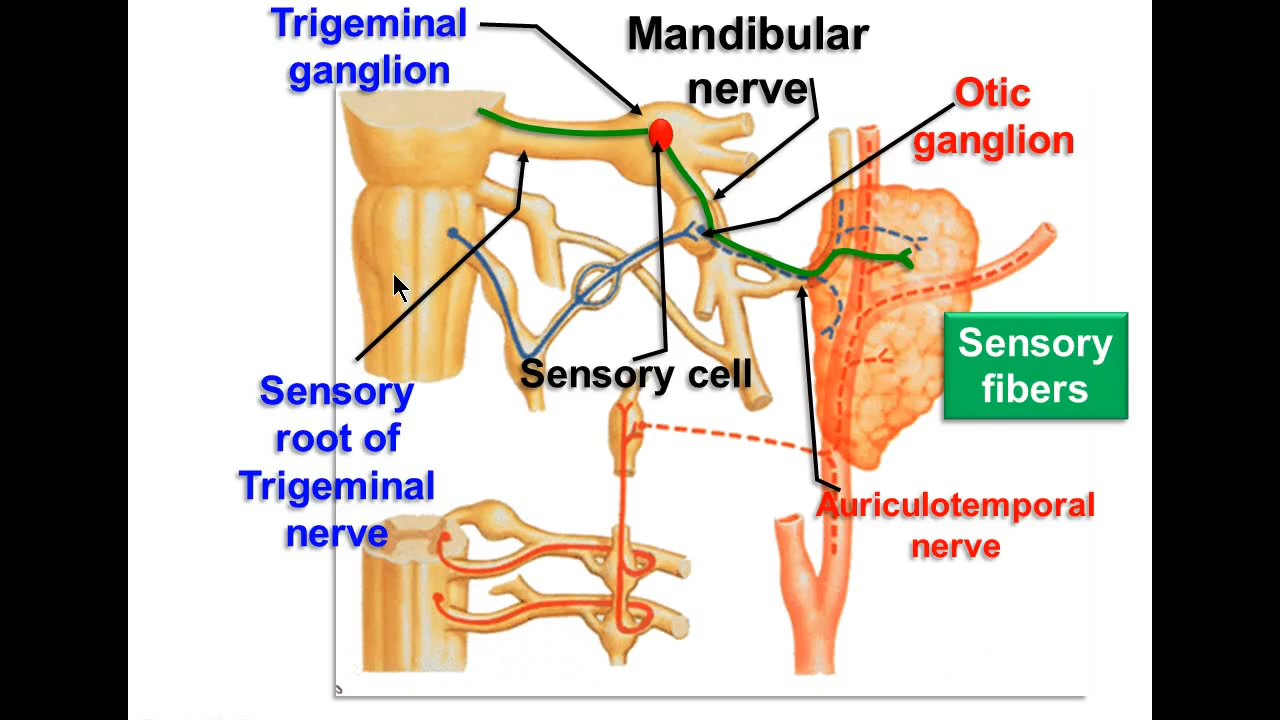 Trigeminal
ganglion
Mandibular
nerve
Otic
ganglion
Sensory
fibers
Sensory cell
Sensory
root of
Trigeminal
nerve
Auriculotemporal
nerve